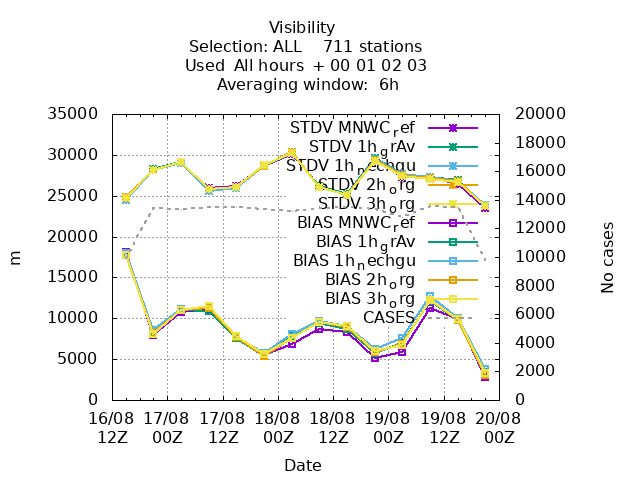 Visibility
Selection: ALL 711 stations
Used All hours + 00 01 02 03
Averaging window: 6h
35000
30000
25000
20000
15000
10000
5000
0
m
20000
18000
16000
14000
12000
10000
8000
6000
4000
2000
0
No cases
STDV MNWC_ref
STDV 1h_grAv
STDV 1h_nechgu
STDV 2h_org
STDV 3h_org
BIAS MNWC_ref
BIAS 1h_grAv
BIAS 1h_nechgu
BIAS 2h_org
BIAS 3h_org
CASES
16/08 17/08 17/08 18/08 18/08 19/08 19/08 20/08
12Z 00Z 12Z 00Z 12Z 00Z 12Z 00Z
Date